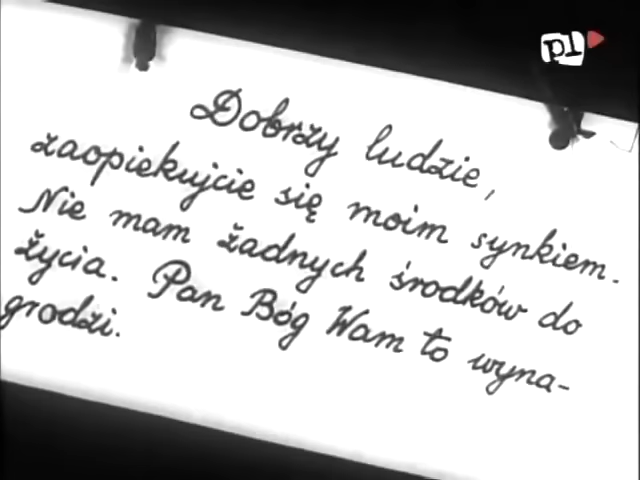 pl
Dobrzy ludzie,
zaopiekujcie się moim synkiem.
Nie mam żadnych środków do
życia. Pan Bóg Wam to wyna-
grodzi.